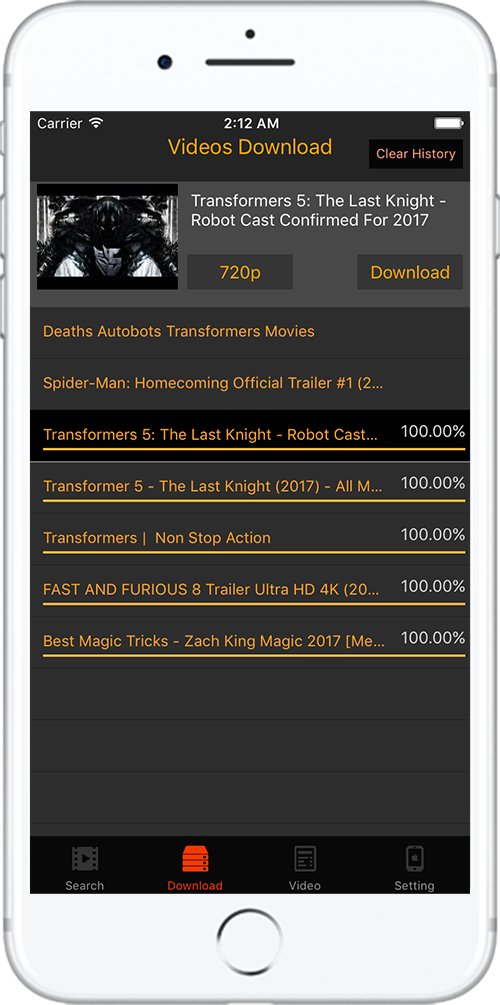 Carrier
2:12 AM
Videos Download
Clear History
Transformers 5: The Last Knight -
Robot Cast Confirmed For 2017
720p
Download
Deaths Autobots Transformers Movies
Spider-Man: Homecoming Official Trailer #1 (2...
Transformers 5: The Last Knight - Robot Cast...
100.00%
Transformer 5 - The Last Knight (2017) - All M...
100.00%
Transformers | Non Stop Action
100.00%
FAST AND FURIOUS 8 Trailer Ultra HD 4K (20...
100.00%
Best Magic Tricks - Zach King Magic 2017 [Me...
100.00%
Search
Download
Video
Setting